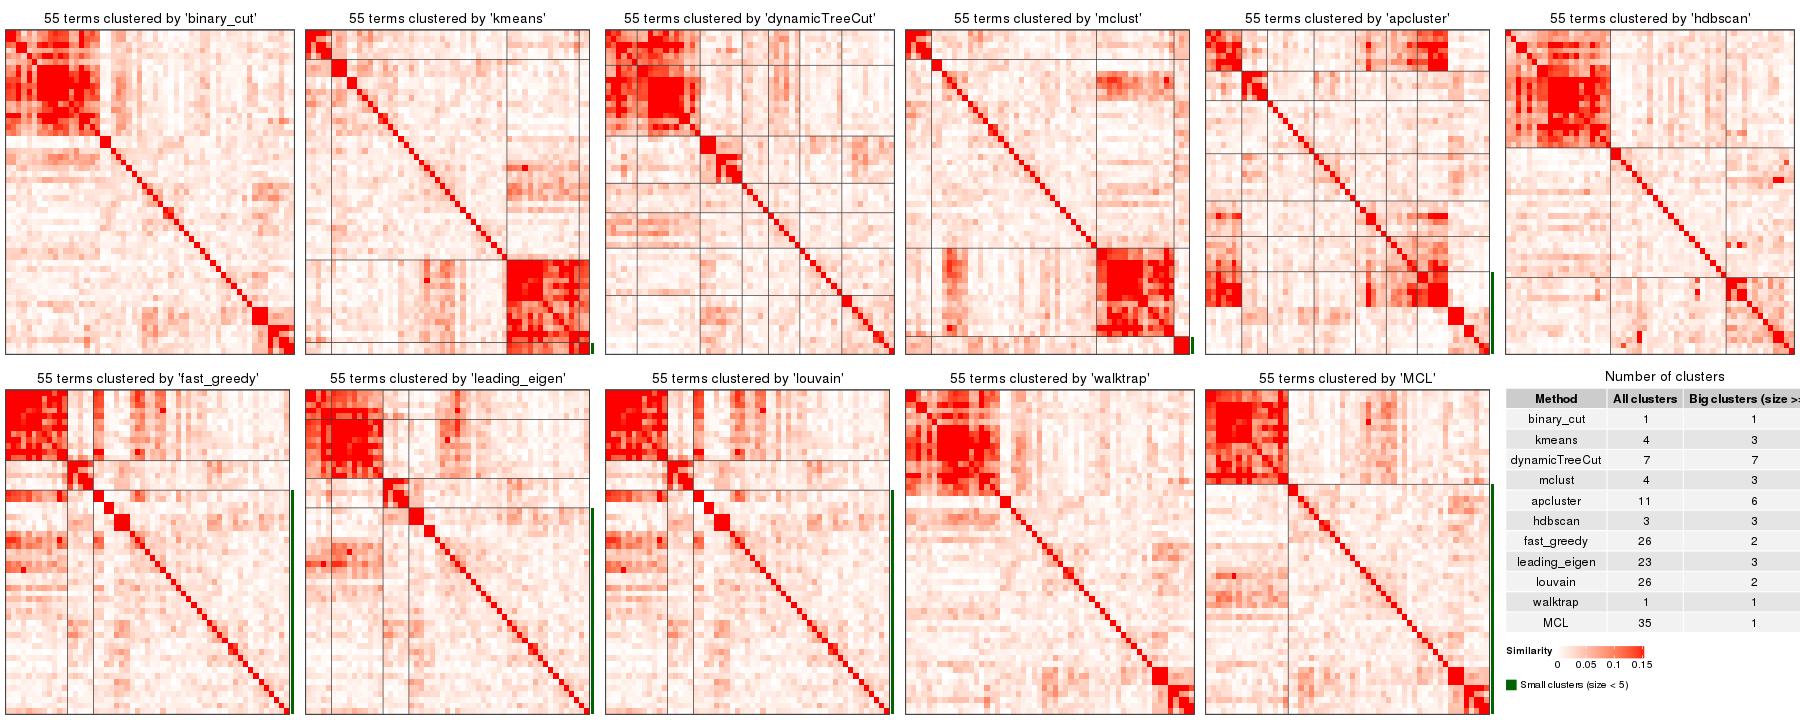 55 terms clustered by 'binary_cut'
55 terms clustered by 'kmeans'
55 terms clustered by 'dynamicTreeCut'
55 terms clustered by 'mclust'
55 terms clustered by 'apcluster'
55 terms clustered by 'hdbscan'
55 terms clustered by 'fast_greedy'
55 terms clustered by 'leading_eigen'
55 terms clustered by 'louvain'
55 terms clustered by 'walktrap'
55 terms clustered by 'MCL'
Number of clusters
Method All clusters Big clusters (size >
binary_cut 1 1
kmeans 4 3
dynamicTreeCut 7 7
mclust 4 3
apcluster 11 6
hdbscan 3 3
fast_greedy 26 2
leading_eigen 23 3
louvain 26 2
walktrap 1 1
MCL 35 1
Similarity
0 0.05 0.1 0.15
Small clusters (size < 5)